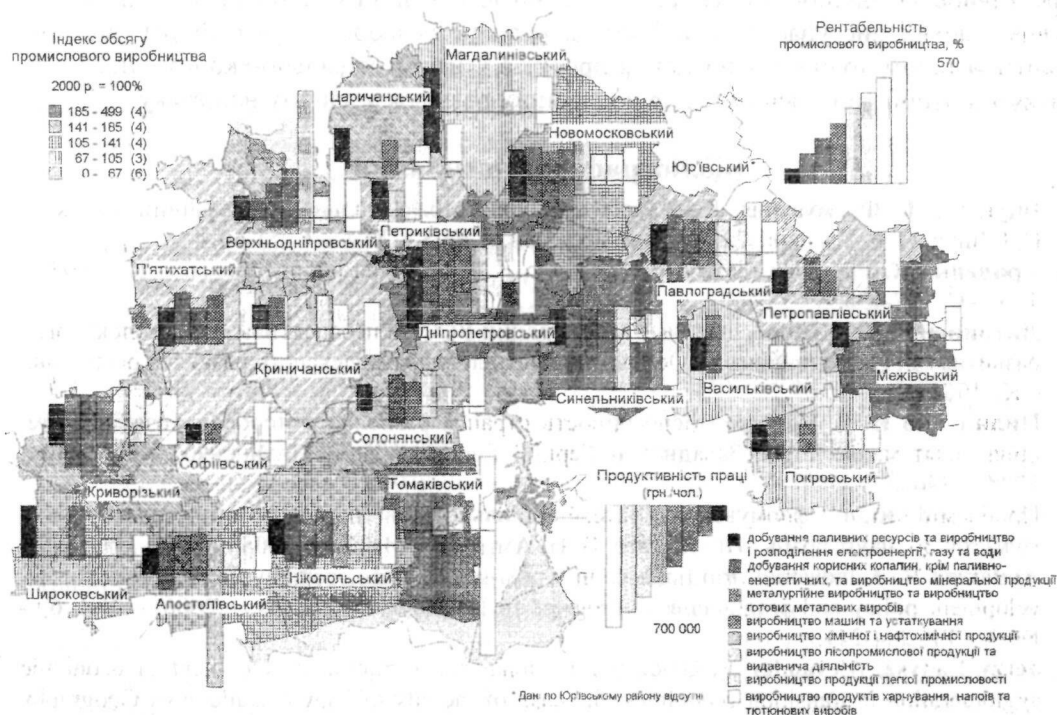 Індекс обсягу
промислового виробництва
2000 р. = 100%
185 - 499 (4)
141 - 185 (4)
105 - 141 (4)
67 - 105 (3)
0 - 67 (6)
Рентабельність
промислового виробництва, %
570
Магдалинівський
Царичанський
Новомосковський
Юр'ївський*
Петриківський
Верхньодніпровський
П'ятихатський
Павлоградський
Петропавлівський
Дніпропетровський
Криничанський
Межівський
Васильківський
Синельниківський
Солонянський
Софіївський
Покровський
Томаківський
Криворізький
Нікопольський
Широковський
Апостолівський
Продуктивність праці
(грн./чол.)
700 000
добування паливних ресурсів та виробництво
і розподілення електроенергії, газу та води
добування корисних копалин, крім паливно-
енергетичних, та виробництво мінеральної продукції
металургійне виробництво та виробництво
готових металевих виробів
виробництво машин та устаткування
виробництво хімічної і нафтохімічної продукції
виробництво лісопромислової продукції та
видавнича діяльність
виробництво продукції легкої промисловості
виробництво продуктів харчування, напоїв та
тютюнових виробів
* Дані по Юр'ївському району відсутні